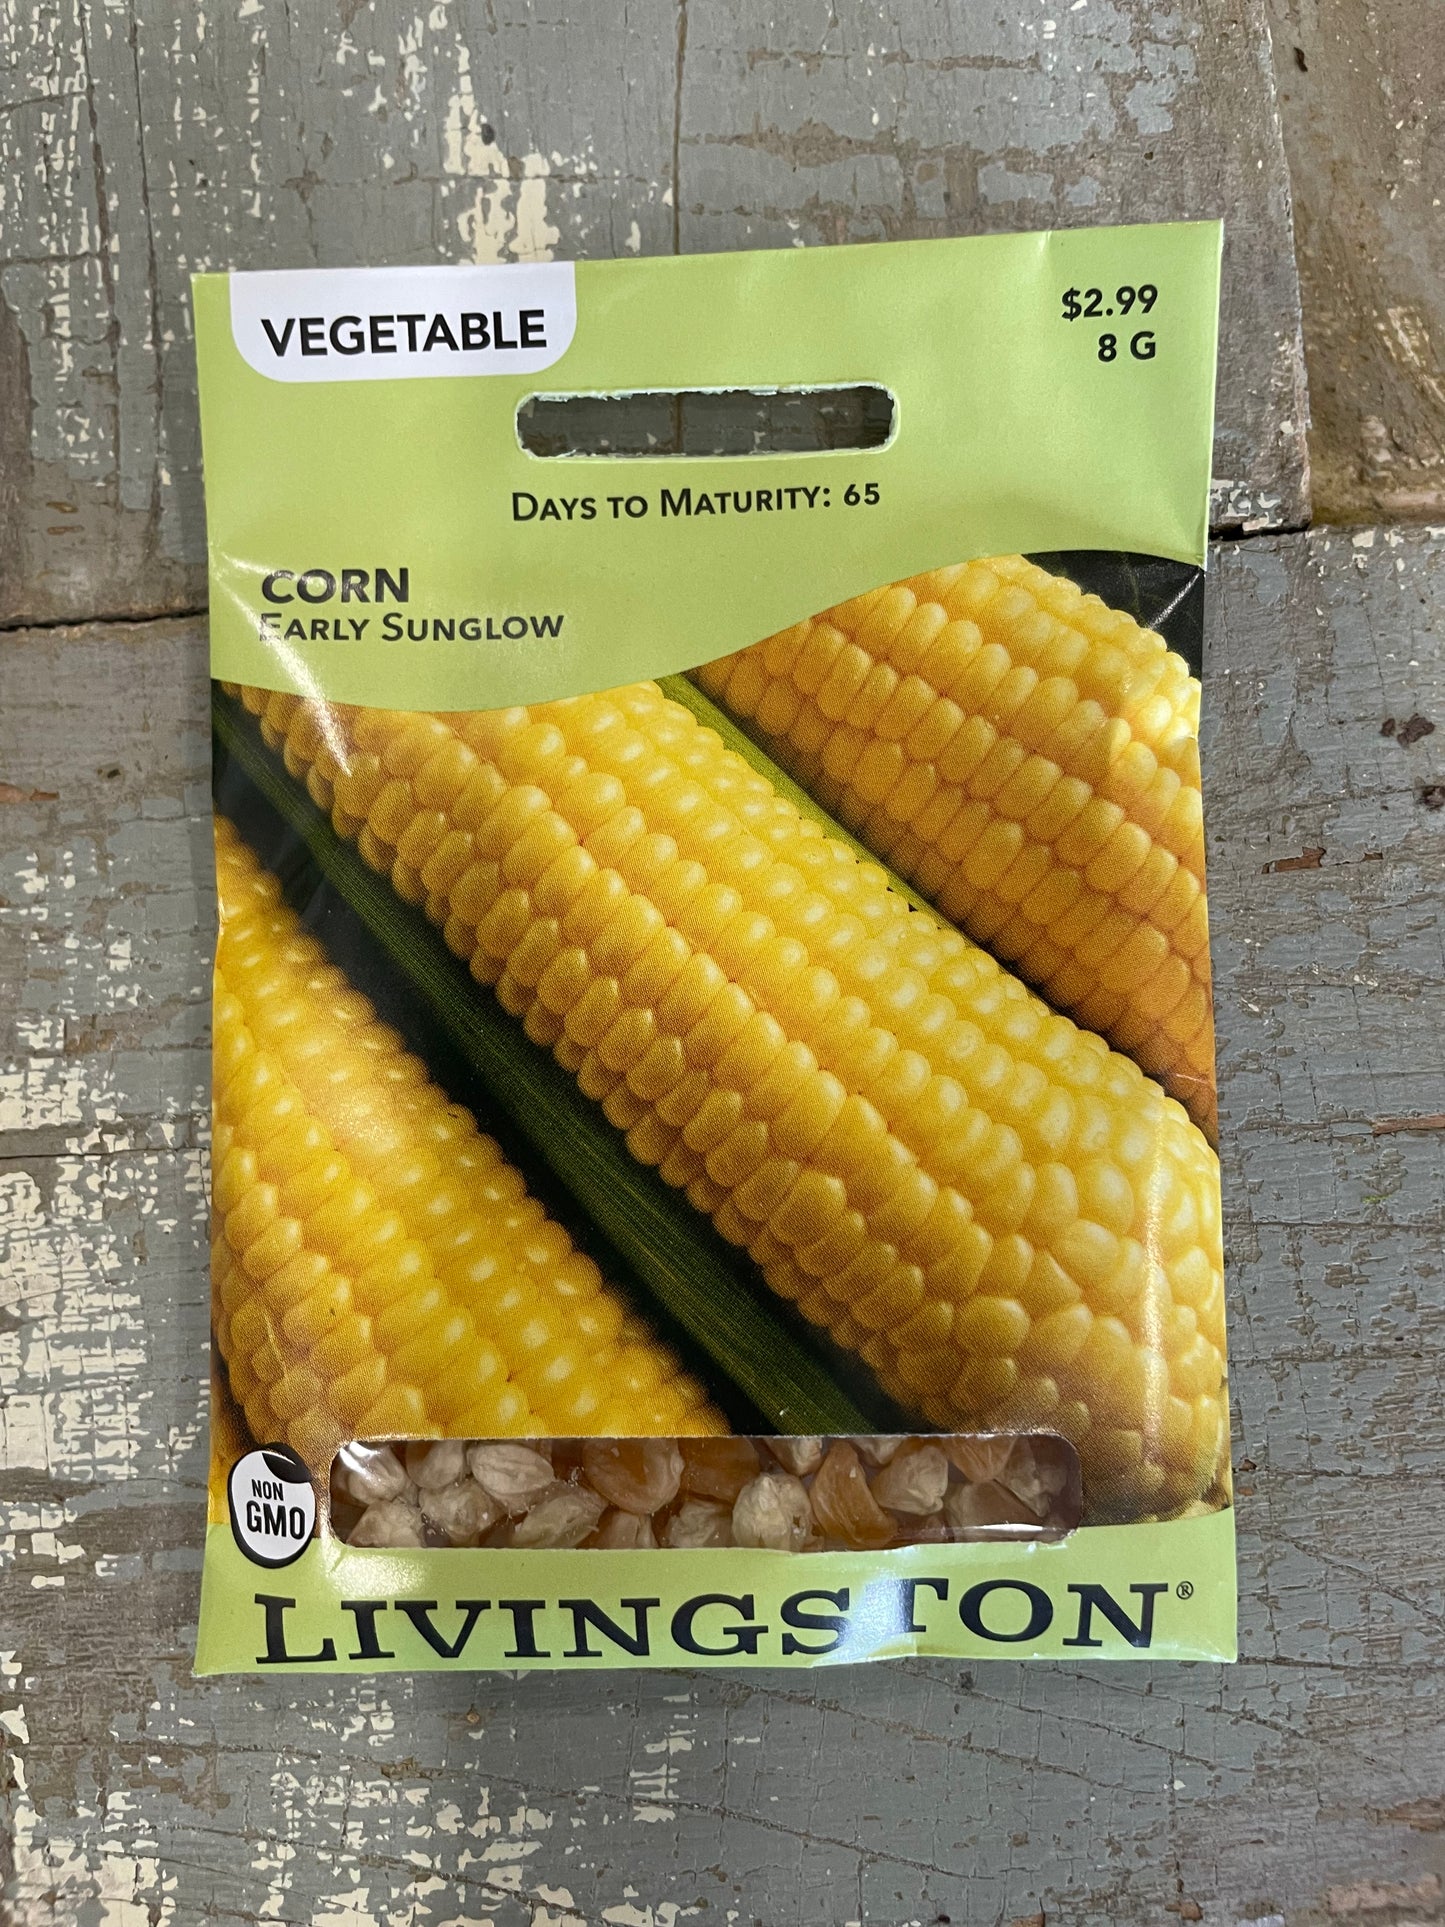 VEGETABLE
$2.99
8 G
DAYS TO MATURITY: 65
CORN
EARLY SUNGLOW
NON
GMO
LIVINGSTON®